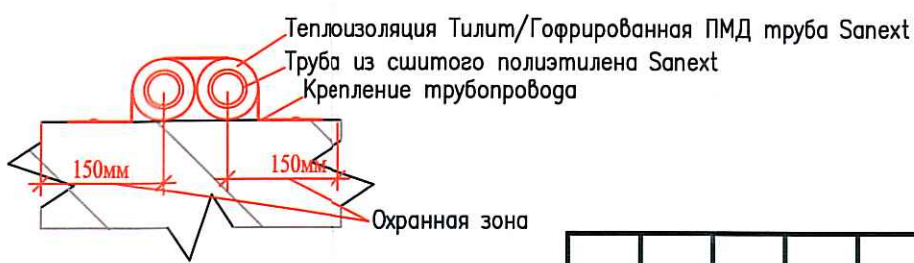 Теплоизоляция Тилит/Гофрированная ПМД труба Sanext
Труба из сшитого полиэтилена Sanext
Крепление трубопровода
150мм 150мм
Охранная зона